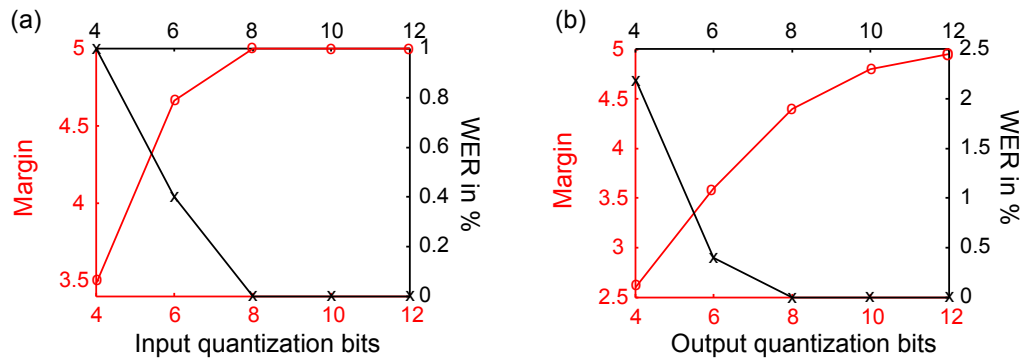 (a)
4 6 8 10 12
5
4.5
4
3.5
Margin
1
0.8
0.6
0.4
0.2
0
WER in %
4 6 8 10 12
Input quantization bits
(b)
4 6 8 10 12
5
4.5
4
3.5
3
2.5
Margin
2.5
2
1.5
1
0.5
0
WER in %
4 6 8 10 12
Output quantization bits